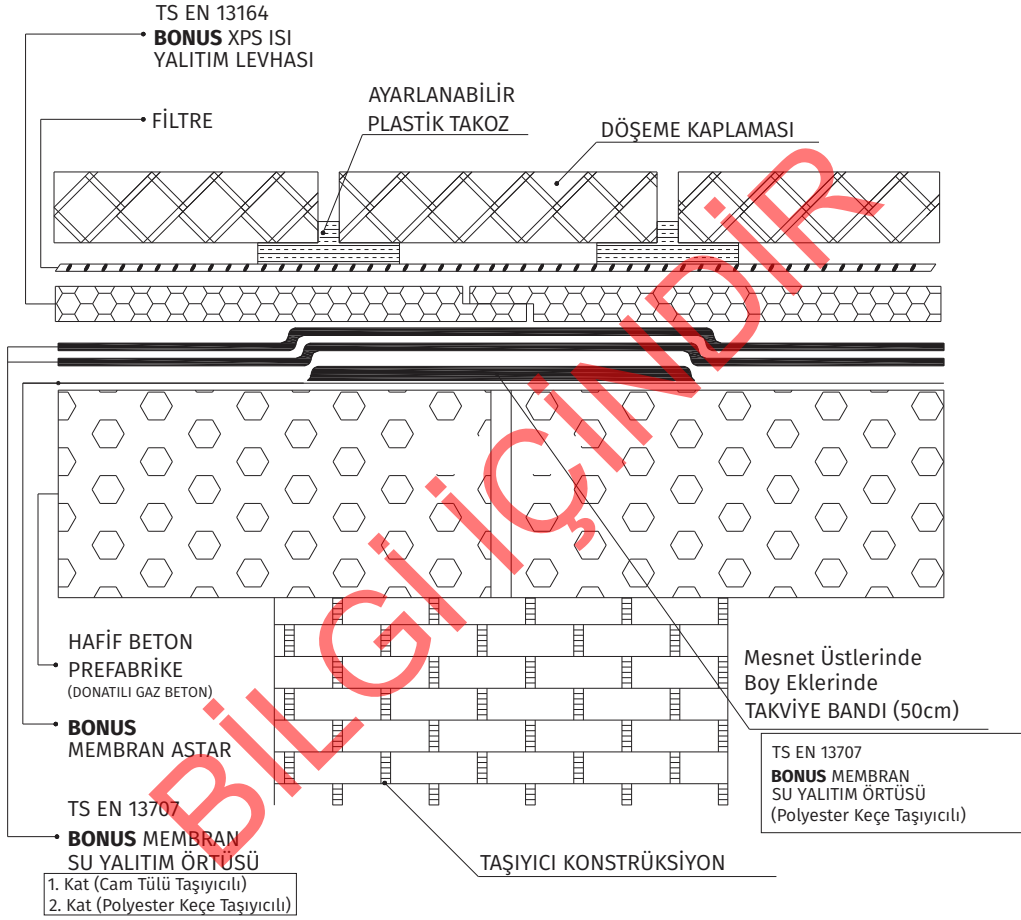 TS EN 13164
BONUS XPS ISI
YALITIM LEVHASI
FİLTRE
AYARLANABİLİR
PLASTİK TAKOZ
DÖŞEME KAPLAMASI
HAFİF BETON
PREFABRİKE
(DONATILI GAZ BETON)
BONUS
MEMBRAN ASTAR
TS EN 13707
BONUS MEMBRAN
SU YALITIM ÖRTÜSÜ
1. Kat (Cam Tülü Taşıyıcılı)
2. Kat (Polyester Keçe Taşıyıcılı)
TAŞIYICI KONSTRÜKSİYON
Mesnet Üstlerinde
Boy Eklerinde
TAKVİYE BANDI (50cm)
TS EN 13707
BONUS MEMBRAN
SU YALITIM ÖRTÜSÜ
(Polyester Keçe Taşıyıcılı)
BİLGİ İÇİNDİR